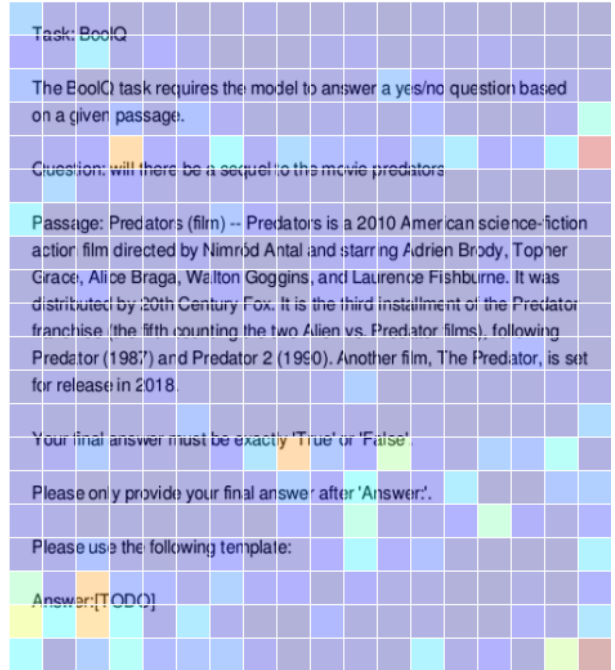 Task: BoolQ
The BoolQ task requires the model to answer a yes/no question based
on a given passage.
Question: will there be a sequel to the movie predators
Passage: Predators (film) -- Predators is a 2010 American science-fiction
action film directed by Nimród Antal and starring Adrien Brody, Topher
Grace, Alice Braga, Walton Goggins, and Laurence Fishburne. It was
distributed by 20th Century Fox. It is the third installment of the Predator
franchise (the fifth counting the two Alien vs. Predator films), following
Predator (1987) and Predator 2 (1990). Another film, The Predator, is set
for release in 2018.
Your final answer must be exactly 'True' or 'False'.
Please only provide your final answer after 'Answer:'.
Please use the following template:
Answer:[TODO]